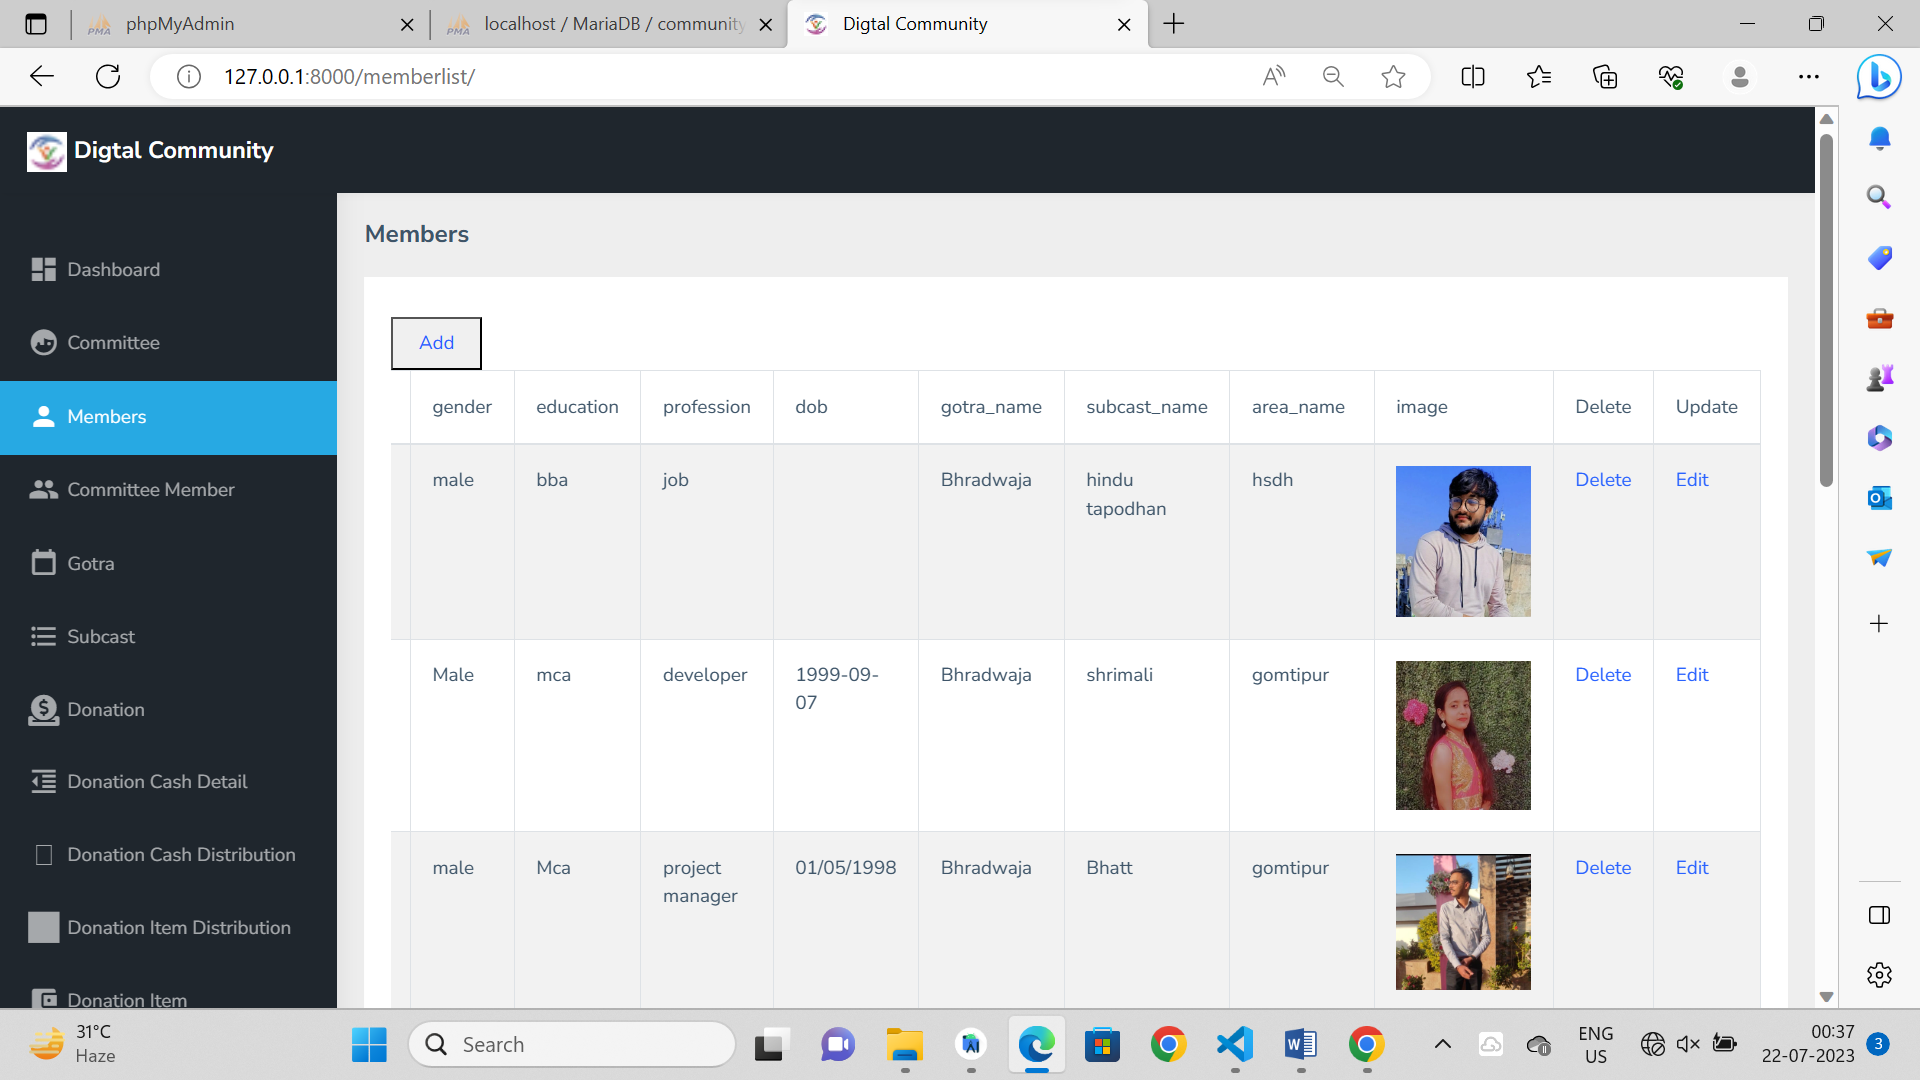 phpMyAdmin
localhost / MariaDB / community
Digtal Community
127.0.0.1:8000/memberlist/
Digtal Community
Dashboard
Committee
Members
Committee Member
Gotra
Subcast
Donation
Donation Cash Detail
Donation Cash Distribution
Donation Item Distribution
Donation Item
Members
Add
gender education profession dob gotra_name subcast_name area_name image Delete Update
male bba job Bhradwaja hindu hsdh Delete Edit
tapodhan
Male mca developer 1999-09- Bhradwaja shrimali gomtipur Delete Edit
07
male Mca project 01/05/1998 Bhradwaja Bhatt gomtipur Delete Edit
manager
31°C
Haze
Search
ENG
US
00:37
22-07-2023
3